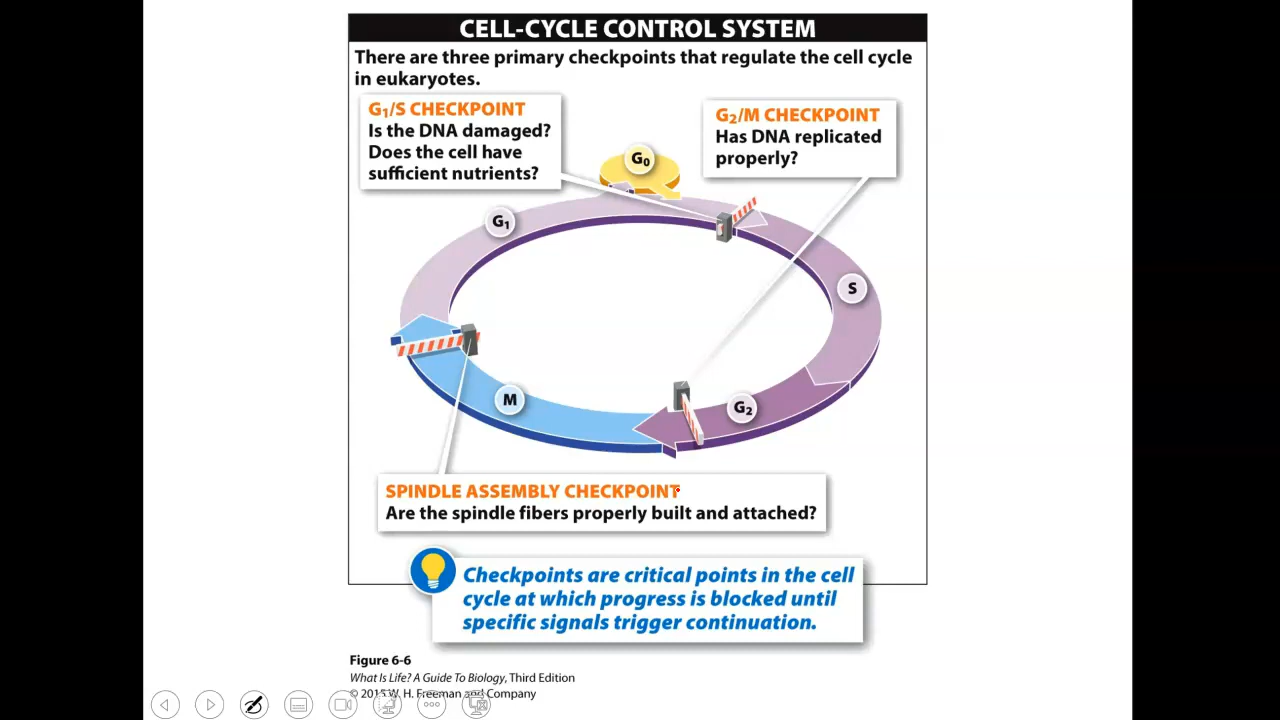 CELL-CYCLE CONTROL SYSTEM
There are three primary checkpoints that regulate the cell cycle
in eukaryotes.
G₁/S CHECKPOINT
Is the DNA damaged?
Does the cell have
sufficient nutrients?
G₂/M CHECKPOINT
Has DNA replicated
properly?
G₀
G₁
S
G₂
M
SPINDLE ASSEMBLY CHECKPOINT
Are the spindle fibers properly built and attached?
Checkpoints are critical points in the cell
cycle at which progress is blocked until
specific signals trigger continuation.
Figure 6-6
What Is Life? A Guide To Biology, Third Edition
© 2015 W. H. Freeman and Company